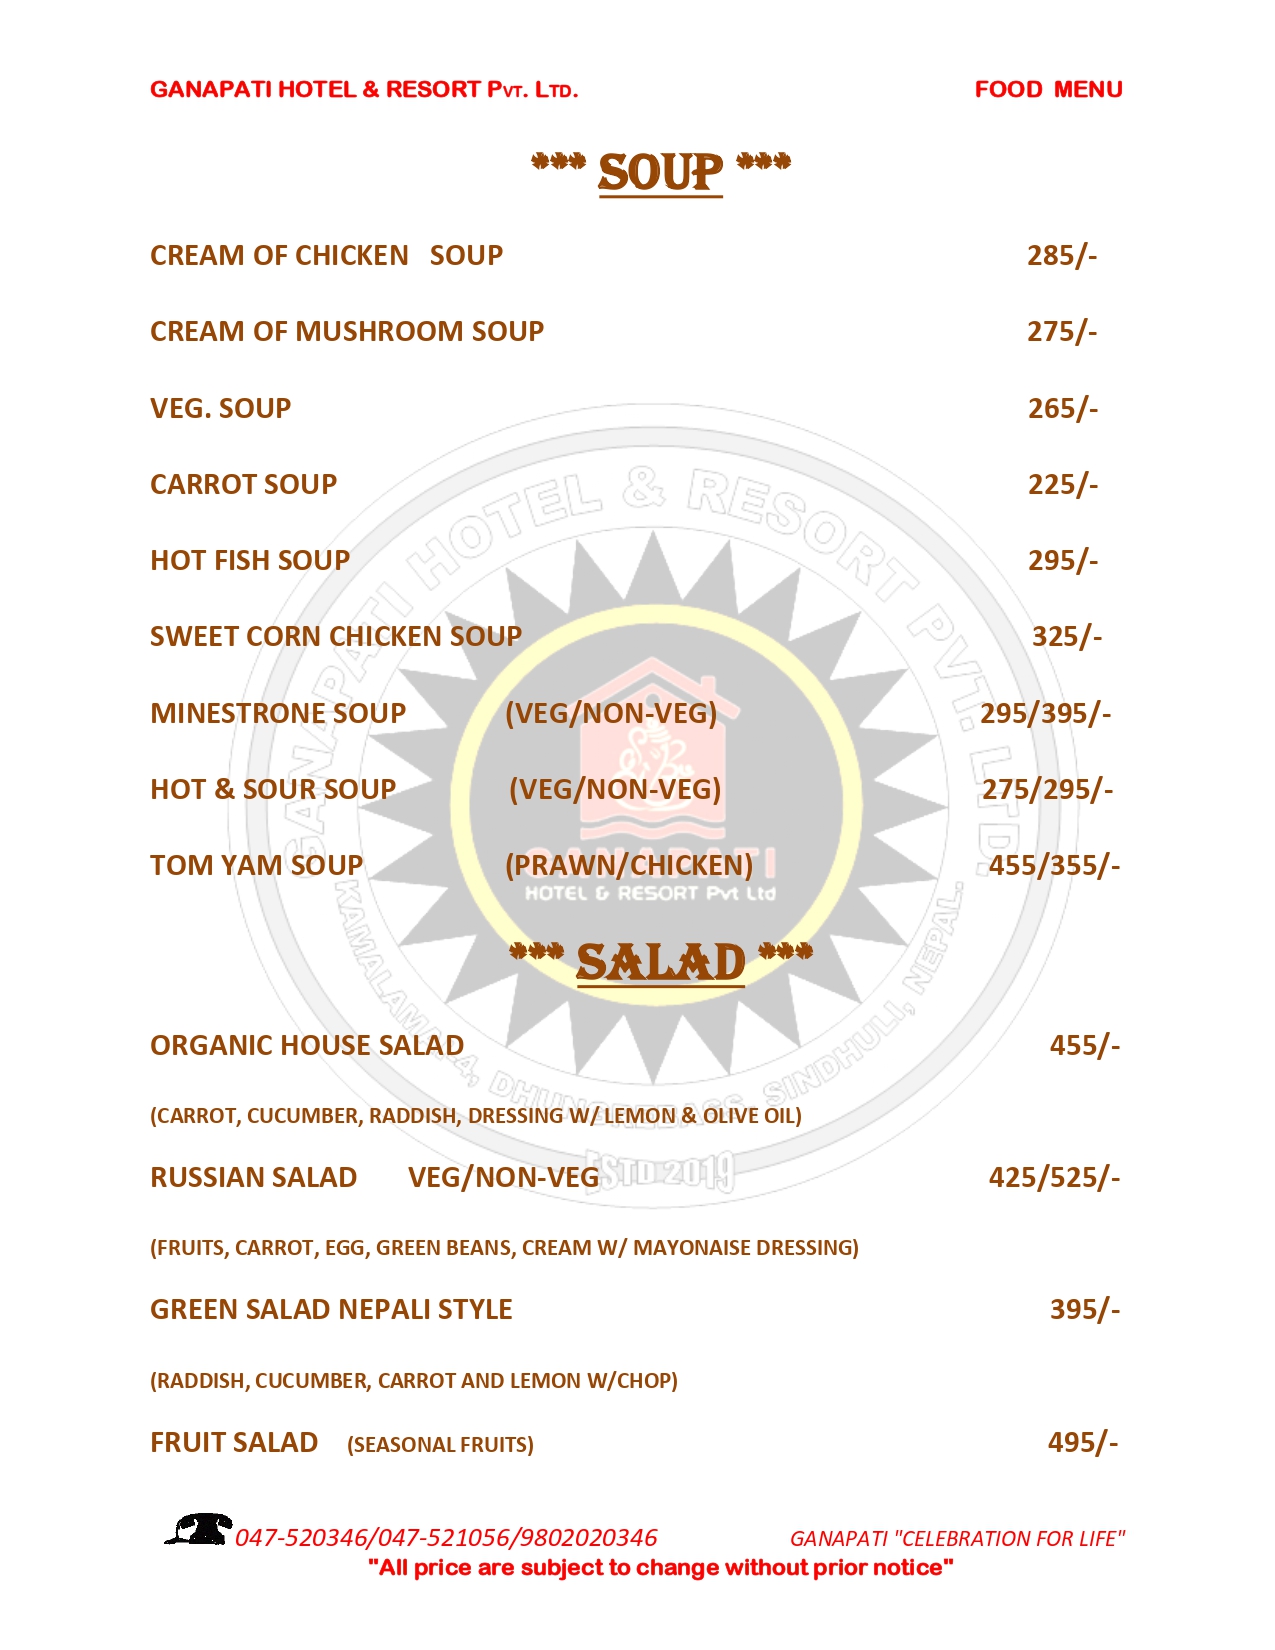 GANAPATI HOTEL & RESORT PVT. LTD. FOOD MENU
*** SOUP ***
CREAM OF CHICKEN SOUP 285/-
CREAM OF MUSHROOM SOUP 275/-
VEG. SOUP 265/-
CARROT SOUP 225/-
HOT FISH SOUP 295/-
SWEET CORN CHICKEN SOUP 325/-
MINESTRONE SOUP (VEG/NON-VEG) 295/395/-
HOT & SOUR SOUP (VEG/NON-VEG) 275/295/-
TOM YAM SOUP (PRAWN/CHICKEN) 455/355/-
*** SALAD ***
ORGANIC HOUSE SALAD 455/-
(CARROT, CUCUMBER, RADDISH, DRESSING W/ LEMON & OLIVE OIL)
RUSSIAN SALAD VEG/NON-VEG 425/525/-
(FRUITS, CARROT, EGG, GREEN BEANS, CREAM W/ MAYONAISE DRESSING)
GREEN SALAD NEPALI STYLE 395/-
(RADDISH, CUCUMBER, CARROT AND LEMON W/CHOP)
FRUIT SALAD (SEASONAL FRUITS) 495/-
047-520346/047-521056/9802020346 GANAPATI "CELEBRATION FOR LIFE"
"All price are subject to change without prior notice"
GANAPATI HOTEL & RESORT PVT. LTD.
GANAPATI
HOTEL & RESORT Pvt Ltd
SINDHULI, NEPAL.
ESTD 2019